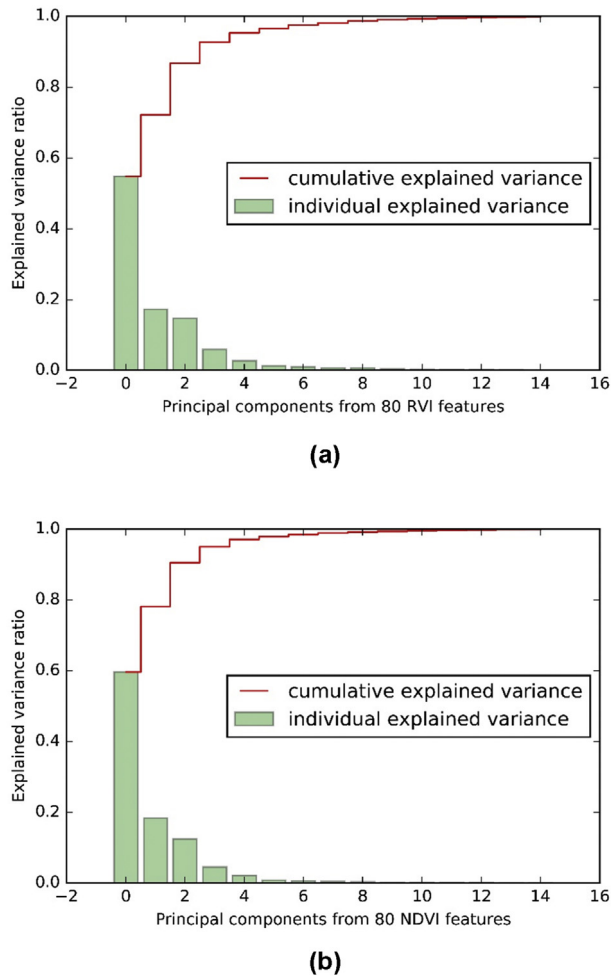 1.0
0.8
0.6
0.4
0.2
0.0
Explained variance ratio
cumulative explained variance
individual explained variance
−2 0 2 4 6 8 10 12 14 16
Principal components from 80 RVI features
(a)
1.0
0.8
0.6
0.4
0.2
0.0
Explained variance ratio
cumulative explained variance
individual explained variance
−2 0 2 4 6 8 10 12 14 16
Principal components from 80 NDVI features
(b)